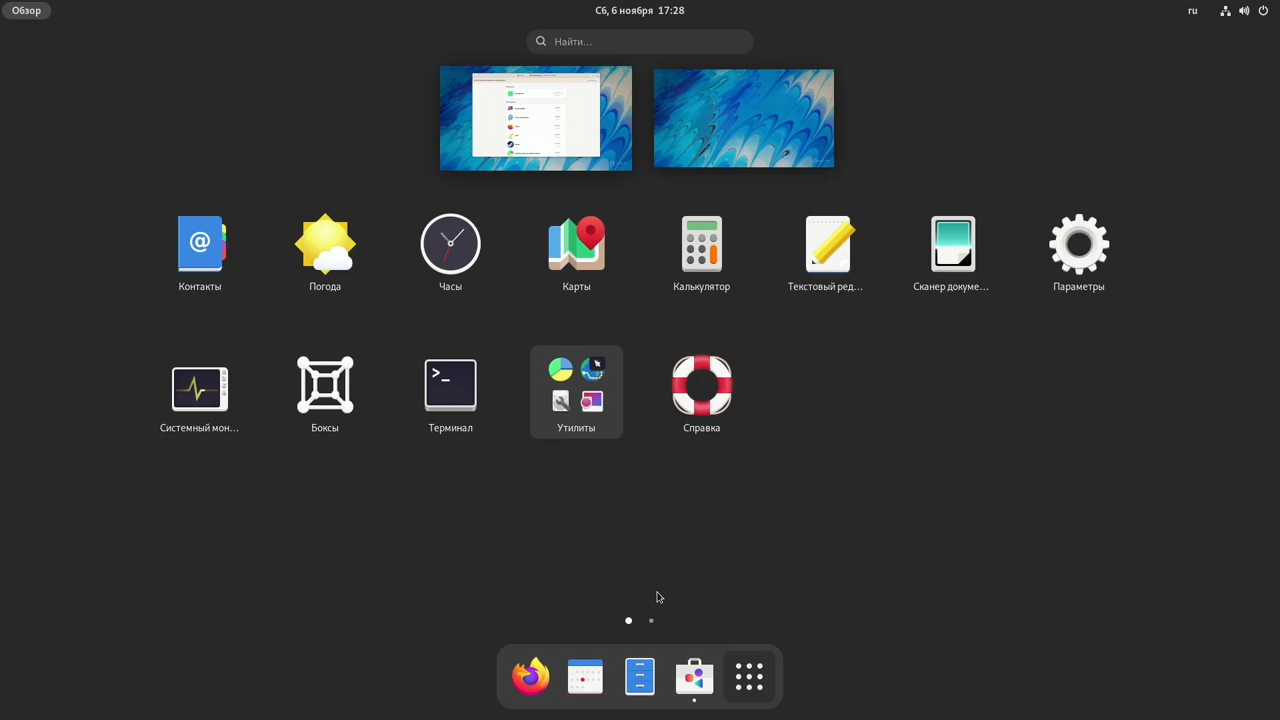 Обзор
Сб, 6 ноября 17:28
ru
Найти...
Контакты
Погода
Часы
Карты
Калькулятор
Текстовый ред...
Сканер докуме...
Параметры
Системный мон...
Боксы
Терминал
Утилиты
Справка